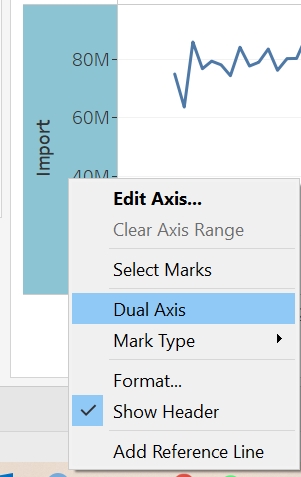 80M
60M
40M
Import
Edit Axis...
Clear Axis Range
Select Marks
Dual Axis
Mark Type
Format...
Show Header
Add Reference Line